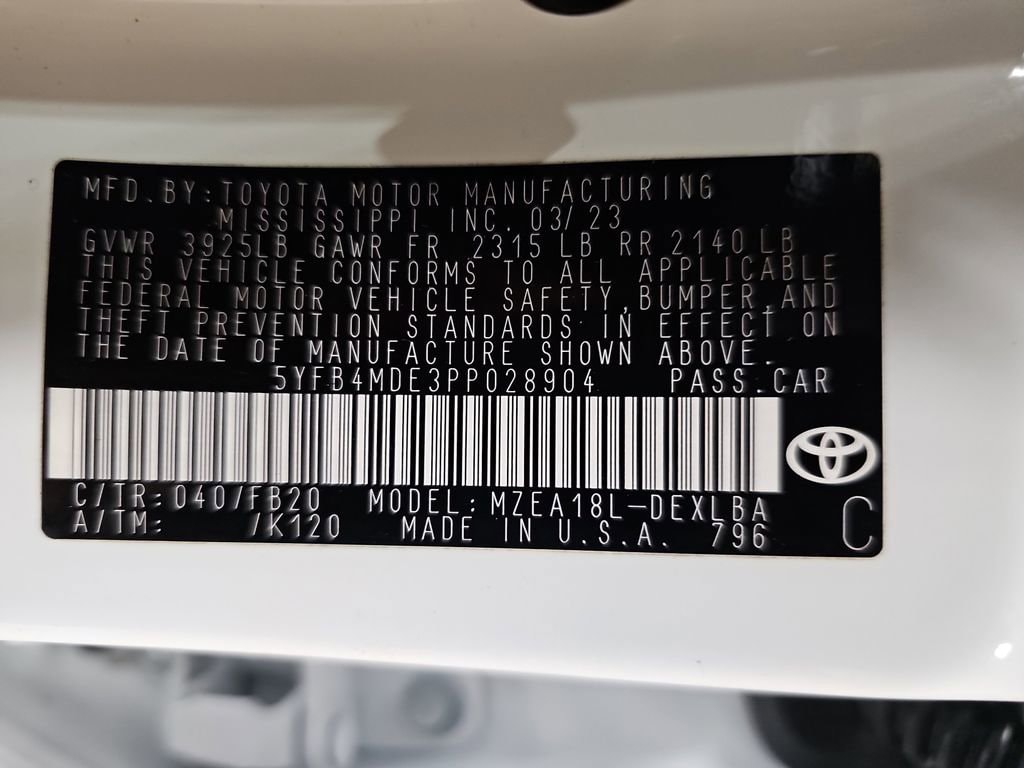 MFD. BY: TOYOTA MOTOR MANUFACTURING
MISSISSIPPI, INC. 03/23
GVWR 3925LB GAWR FR 2315 LB RR 2140 LB
THIS VEHICLE CONFORMS TO ALL APPLICABLE
FEDERAL MOTOR VEHICLE SAFETY, BUMPER, AND
THEFT PREVENTION STANDARDS IN EFFECT ON
THE DATE OF MANUFACTURE SHOWN ABOVE.
5YFB4MDE3PP028904 PASS. CAR
C/TR: 040/FB20 MODEL: MZEA18L-DEXLBA
A/TM: /K120 MADE IN U.S.A. 796
C